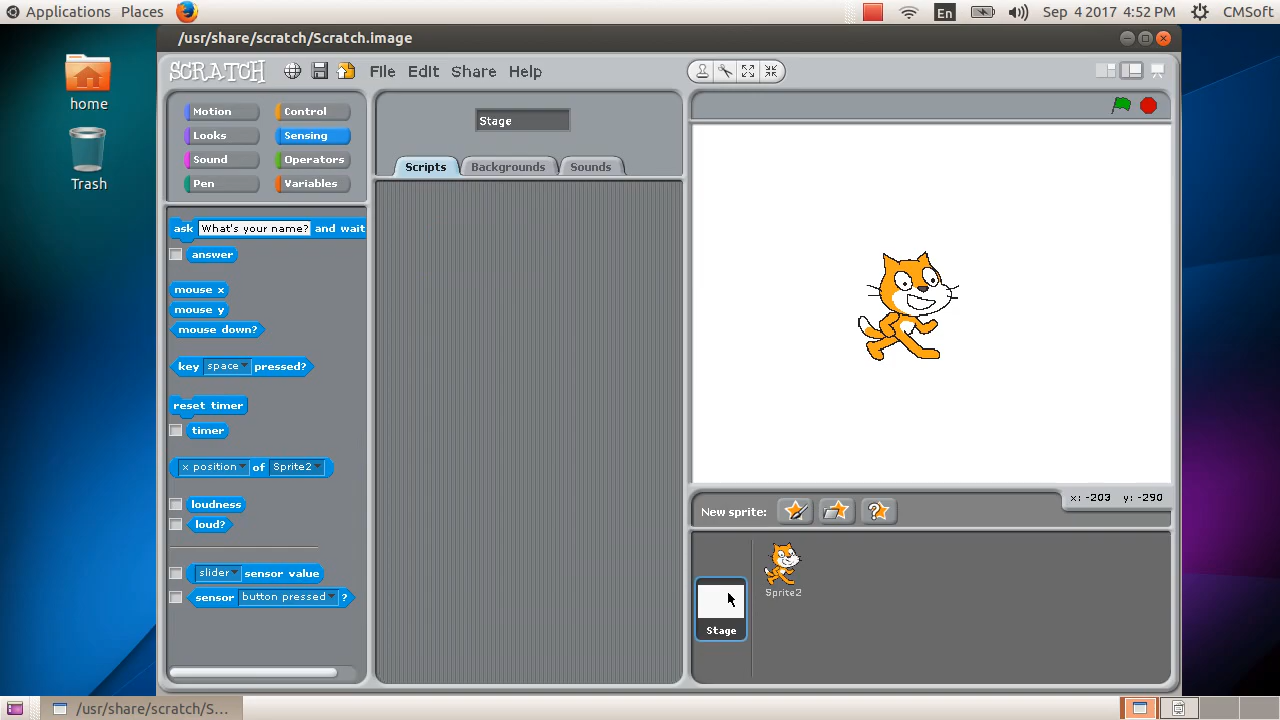 Applications Places En Sep 4 2017 4:52 PM CMSoft
home
Trash
/usr/share/scratch/Scratch.image
SCRATCH File Edit Share Help
Motion Control
Looks Sensing
Sound Operators
Pen Variables
ask What's your name? and wait
answer
mouse x
mouse y
mouse down?
key space pressed?
reset timer
timer
x position of Sprite2
loudness
loud?
slider sensor value
sensor button pressed ?
Stage
Scripts Backgrounds Sounds
x: -203 y: -290
New sprite:
Sprite2
Stage
/usr/share/scratch/S...